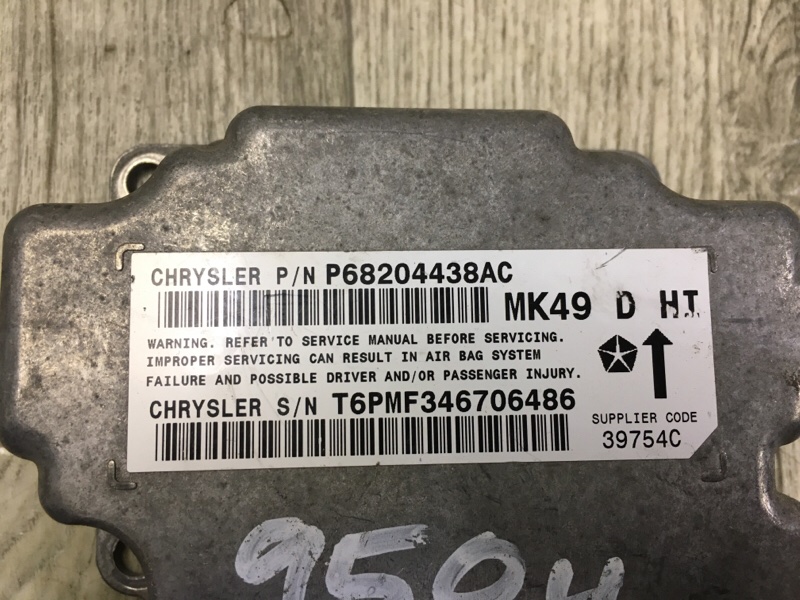 CHRYSLER P/N P68204438AC
MK49 D HT
WARNING. REFER TO SERVICE MANUAL BEFORE SERVICING.
IMPROPER SERVICING CAN RESULT IN AIR BAG SYSTEM
FAILURE AND POSSIBLE DRIVER AND/OR PASSENGER INJURY.
CHRYSLER S/N T6PMF346706486
SUPPLIER CODE
39754C